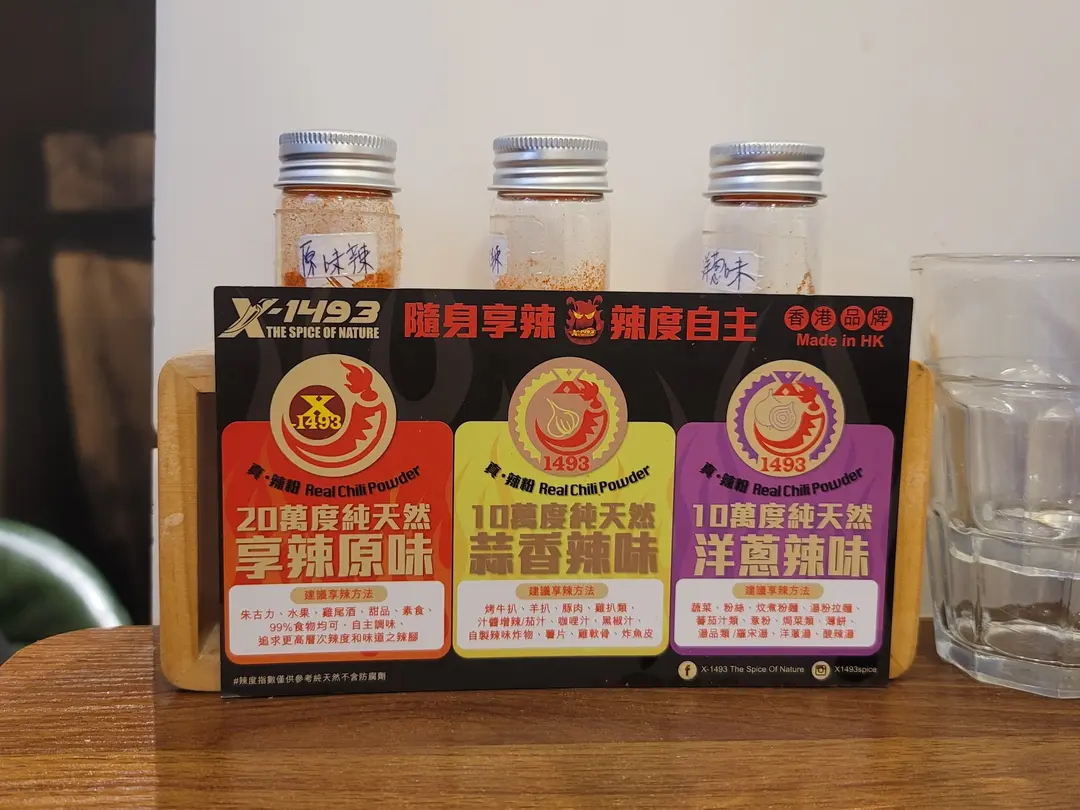 原味辣
辣
洋蔥味
X-1493
THE SPICE OF NATURE
隨身享辣
辣度自主
香港品牌
Made in HK
X
-1493
真・辣粉 Real Chili Powder
20萬度純天然
享辣原味
建議享辣方法
朱古力、水果、雞尾酒、甜品、素食、
99%食物均可、自主調味、
追求更高層次辣度和味道之辣腳
1493
真・辣粉 Real Chili Powder
10萬度純天然
蒜香辣味
建議享辣方法
烤牛扒、羊扒、豚肉、雞扒類、
汁醬增辣/茄汁、咖哩汁、黑椒汁、
自製辣味炸物、薯片、雞軟骨、炸魚皮
1493
真・辣粉 Real Chili Powder
10萬度純天然
洋蔥辣味
建議享辣方法
蔬菜、粉絲、炆煮粉麵、湯粉拉麵、
蕃茄汁類、意粉、焗菜類、薄餅、
湯品類/羅宋湯、洋蔥湯、酸辣湯
#辣度指數僅供參考純天然不含防腐劑
X-1493 The Spice Of Nature
X1493spice